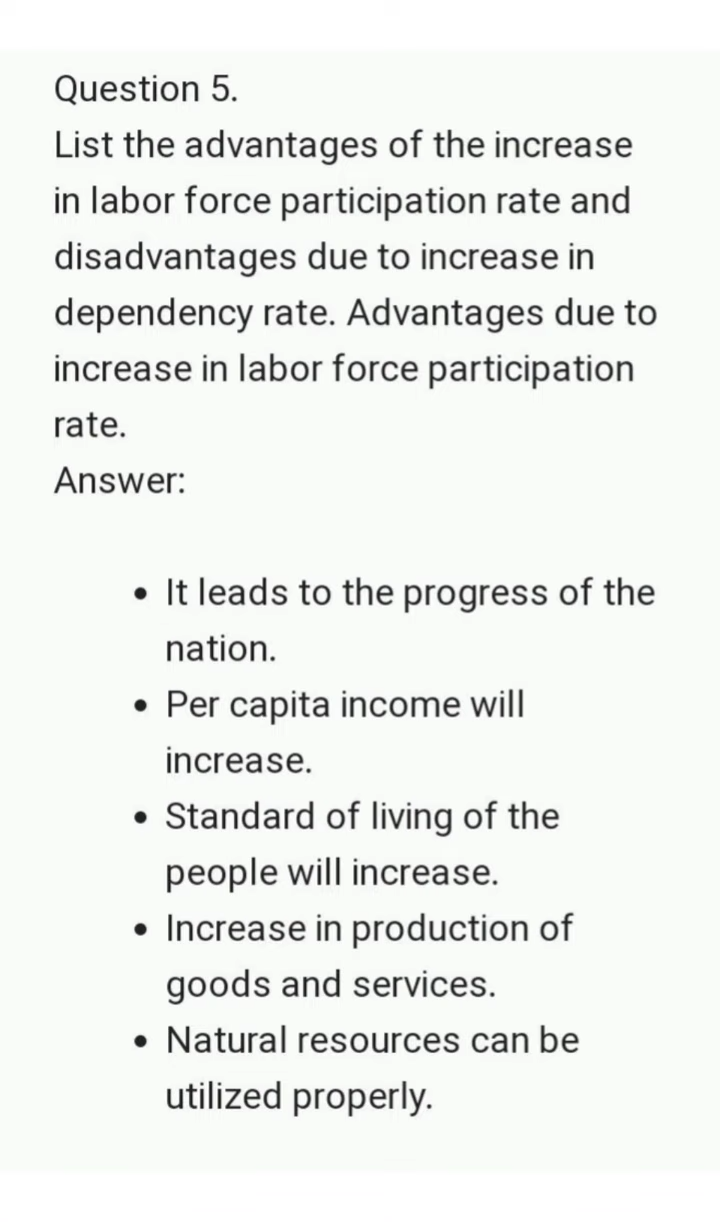 Question 5.
List the advantages of the increase
in labor force participation rate and
disadvantages due to increase in
dependency rate. Advantages due to
increase in labor force participation
rate.
Answer:
• It leads to the progress of the
nation.
• Per capita income will
increase.
• Standard of living of the
people will increase.
• Increase in production of
goods and services.
• Natural resources can be
utilized properly.